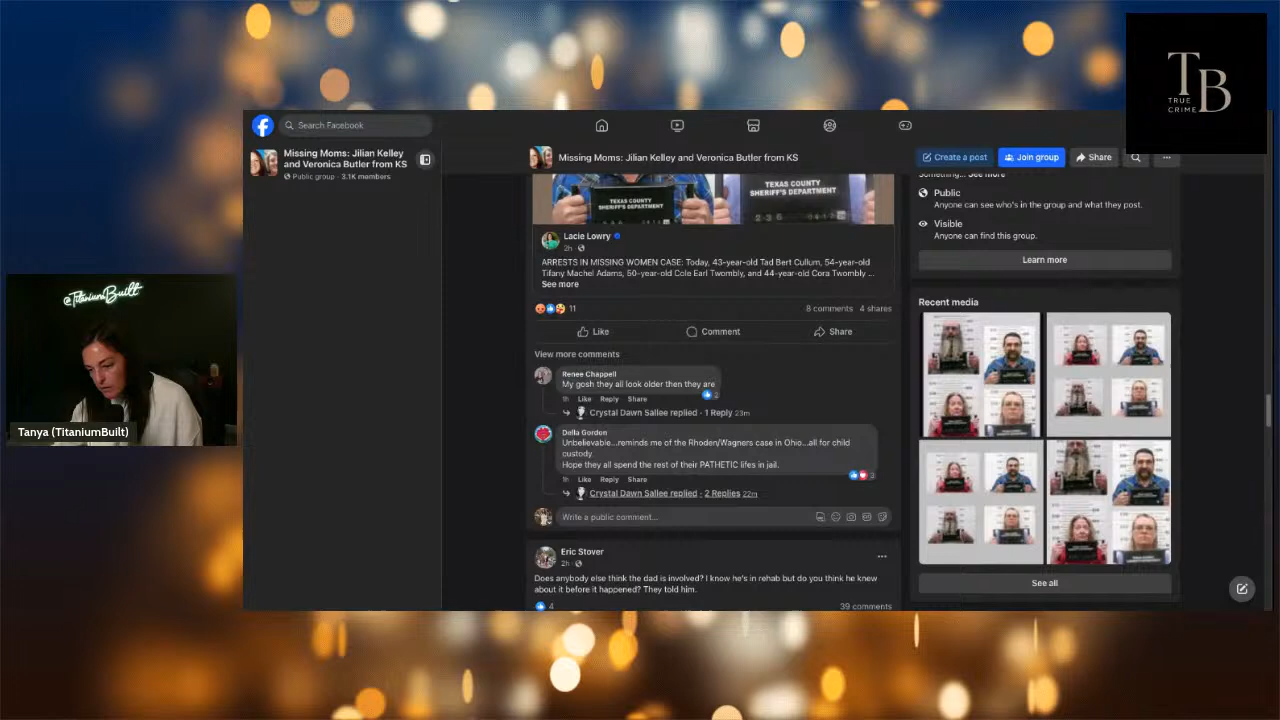 TB
TRUE
CRIME
Search Facebook
Missing Moms: Jilian Kelley
and Veronica Butler from KS
Public group · 3.1K members
Missing Moms: Jilian Kelley and Veronica Butler from KS
Create a post
Join group
Share
TEXAS COUNTY
SHERIFF'S DEPARTMENT
TEXAS COUNTY
SHERIFF'S DEPARTMENT
Lacie Lowry
2h
ARRESTS IN MISSING WOMEN CASE: Today, 43-year-old Tad Bert Cullum, 54-year-old
Tifany Machel Adams, 50-year-old Cole Earl Twombly, and 44-year-old Cora Twombly ...
See more
11
8 comments 4 shares
Like
Comment
Share
View more comments
Renee Chappell
My gosh they all look older then they are
2
1h Like Reply Share
Crystal Dawn Sallee replied · 1 Reply 23m
Della Gordon
Unbelievable...reminds me of the Rhoden/Wagners case in Ohio...all for child
custody.
Hope they all spend the rest of their PATHETIC lifes in jail.
3
1h Like Reply Share
Crystal Dawn Sallee replied · 2 Replies 22m
Write a public comment...
Eric Stover
2h
Does anybody else think the dad is involved? I know he's in rehab but do you think he knew
about it before it happened? They told him.
4
39 comments
something... See more
Public
Anyone can see who's in the group and what they post.
Visible
Anyone can find this group.
Learn more
Recent media
See all
@TitaniumBuilt
Tanya (TitaniumBuilt)